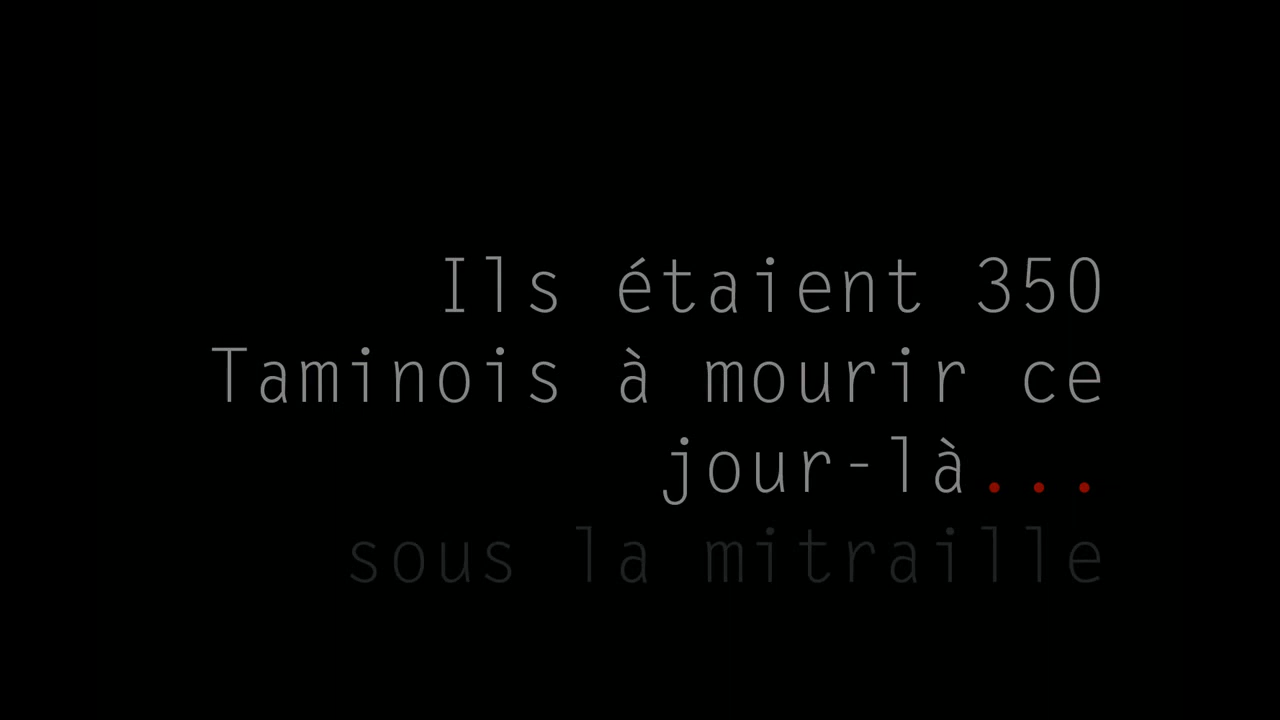 Ils étaient 350
Taminois à mourir ce
jour-là...
sous la mitraille